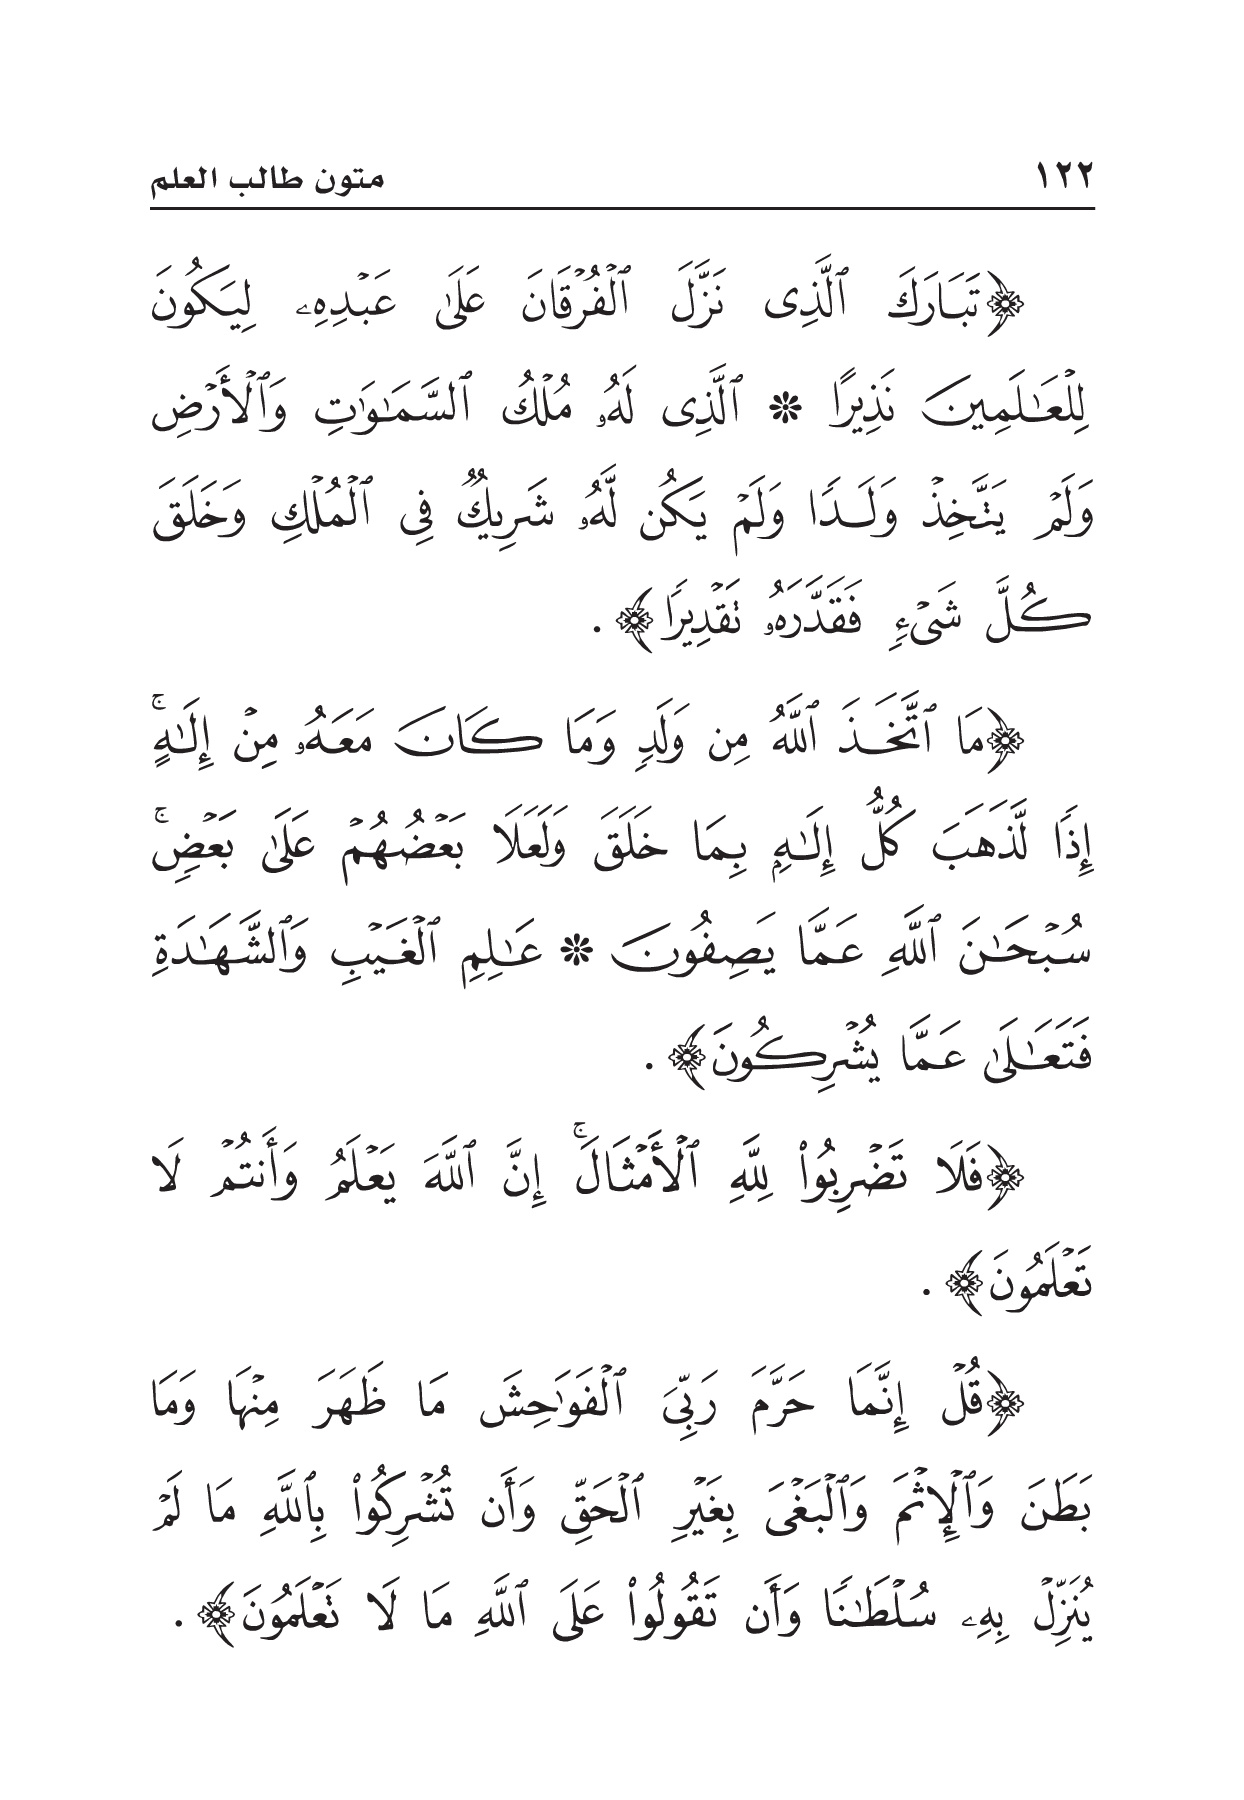 ١٢٢ متون طالب العلم
﴿تَبَارَكَ ٱلَّذِى نَزَّلَ ٱلْفُرْقَانَ عَلَىٰ عَبْدِهِۦ لِيَكُونَ
لِلْعَـٰلَمِينَ نَذِيرًا * ٱلَّذِى لَهُۥ مُلْكُ ٱلسَّمَـٰوَٰتِ وَٱلْأَرْضِ
وَلَمْ يَتَّخِذْ وَلَدًا وَلَمْ يَكُن لَّهُۥ شَرِيكٌ فِى ٱلْمُلْكِ وَخَلَقَ
كُلَّ شَىْءٍ فَقَدَّرَهُۥ تَقْدِيرًا﴾ .
﴿مَا ٱتَّخَذَ ٱللَّهُ مِن وَلَدٍ وَمَا كَانَ مَعَهُۥ مِنْ إِلَـٰهٍ ۚ
إِذًا لَّذَهَبَ كُلُّ إِلَـٰهٍۭ بِمَا خَلَقَ وَلَعَلَا بَعْضُهُمْ عَلَىٰ بَعْضٍ ۚ
سُبْحَـٰنَ ٱللَّهِ عَمَّا يَصِفُونَ * عَـٰلِمِ ٱلْغَيْبِ وَٱلشَّهَـٰدَةِ
فَتَعَـٰلَىٰ عَمَّا يُشْرِكُونَ﴾ .
﴿فَلَا تَضْرِبُوا۟ لِلَّهِ ٱلْأَمْثَالَ ۚ إِنَّ ٱللَّهَ يَعْلَمُ وَأَنتُمْ لَا
تَعْلَمُونَ﴾ .
﴿قُلْ إِنَّمَا حَرَّمَ رَبِّىَ ٱلْفَوَٰحِشَ مَا ظَهَرَ مِنْهَا وَمَا
بَطَنَ وَٱلْإِثْمَ وَٱلْبَغْىَ بِغَيْرِ ٱلْحَقِّ وَأَن تُشْرِكُوا۟ بِٱللَّهِ مَا لَمْ
يُنَزِّلْ بِهِۦ سُلْطَـٰنًا وَأَن تَقُولُوا۟ عَلَى ٱللَّهِ مَا لَا تَعْلَمُونَ﴾ .